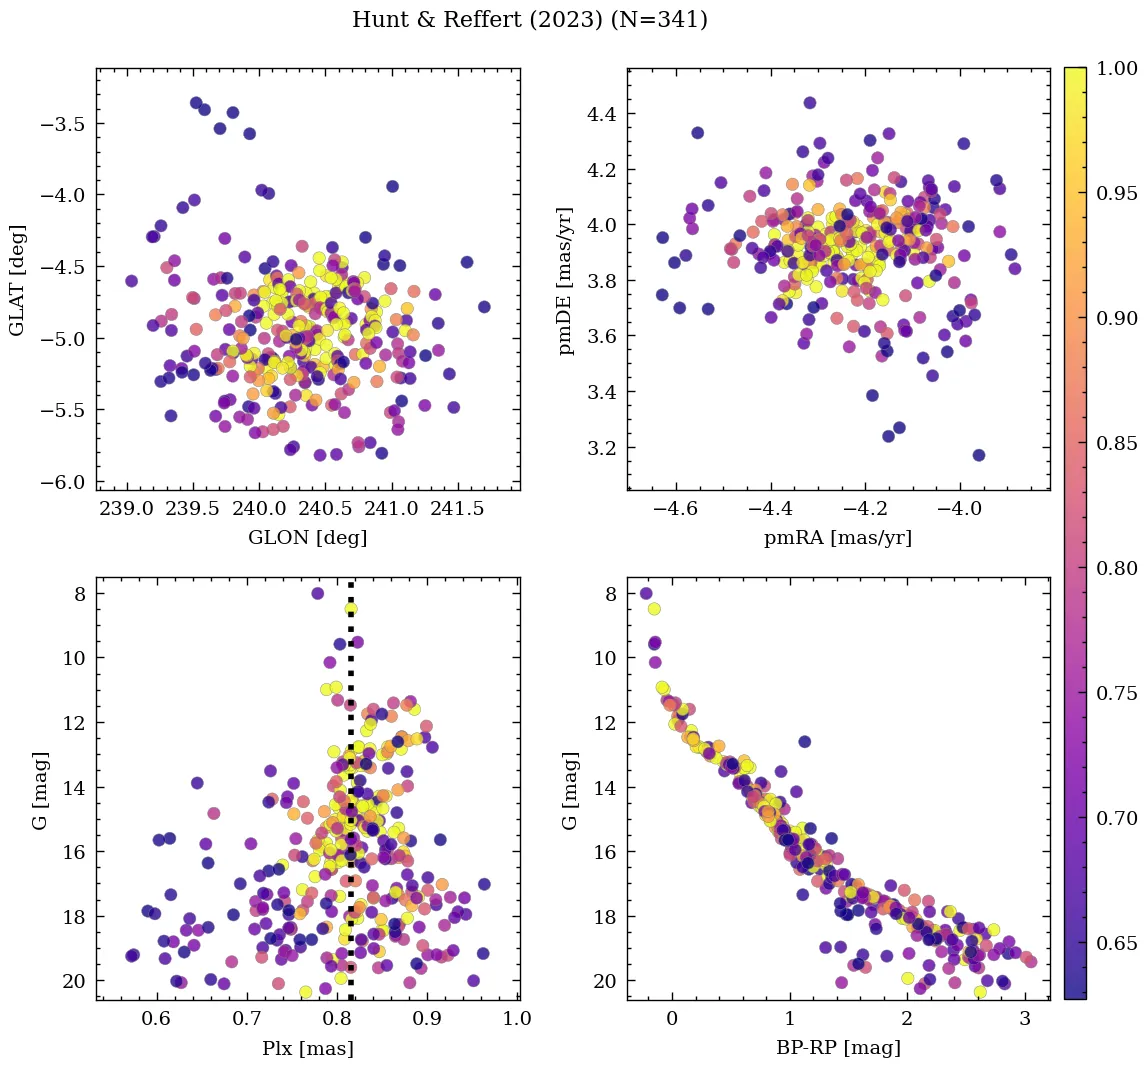 Hunt & Reffert (2023) (N=341)
−3.5
−4.0
−4.5
−5.0
−5.5
−6.0
GLAT [deg]
239.0 239.5 240.0 240.5 241.0 241.5
GLON [deg]
4.4
4.2
4.0
3.8
3.6
3.4
3.2
pmDE [mas/yr]
−4.6 −4.4 −4.2 −4.0
pmRA [mas/yr]
8
10
12
14
16
18
20
G [mag]
0.6 0.7 0.8 0.9 1.0
Plx [mas]
8
10
12
14
16
18
20
G [mag]
0 1 2 3
BP-RP [mag]
1.00
0.95
0.90
0.85
0.80
0.75
0.70
0.65